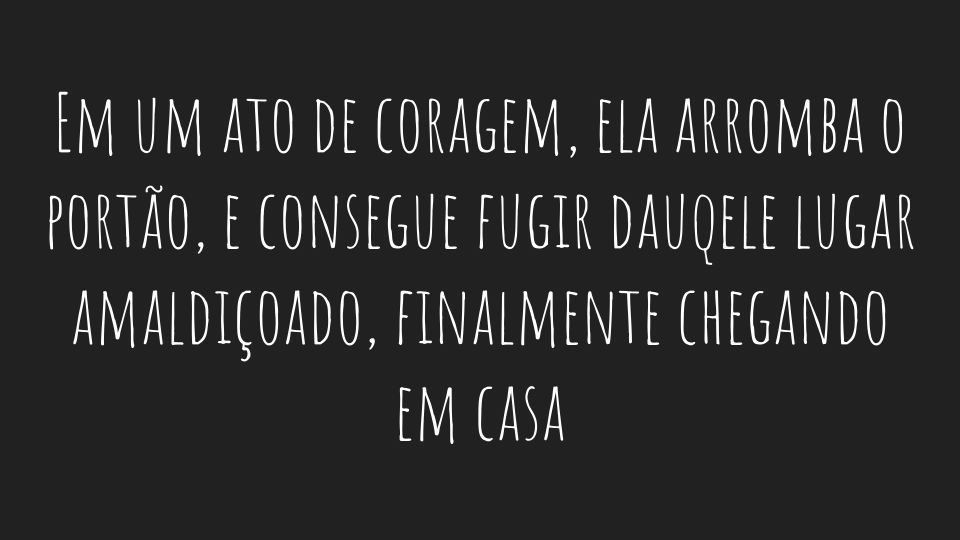 Em um ato de coragem, ela arromba o
portão, e consegue fugir dauqele lugar
amaldiçoado, finalmente chegando
em casa